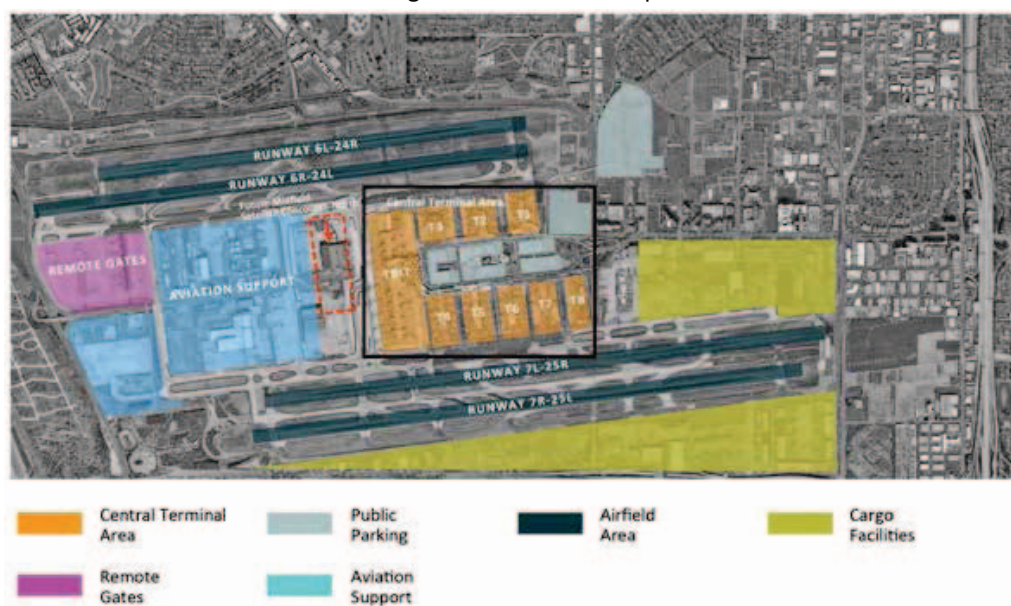 RUNWAY 6L-24R
RUNWAY 6R-24L
Central Terminal Area
T3
T2
T1
REMOTE GATES
AVIATION SUPPORT
TBIT
T5
T6
T7
T8
RUNWAY 7L-25R
RUNWAY 7R-25L
Central Terminal
Area
Public
Parking
Airfield
Area
Cargo
Facilities
Remote
Gates
Aviation
Support